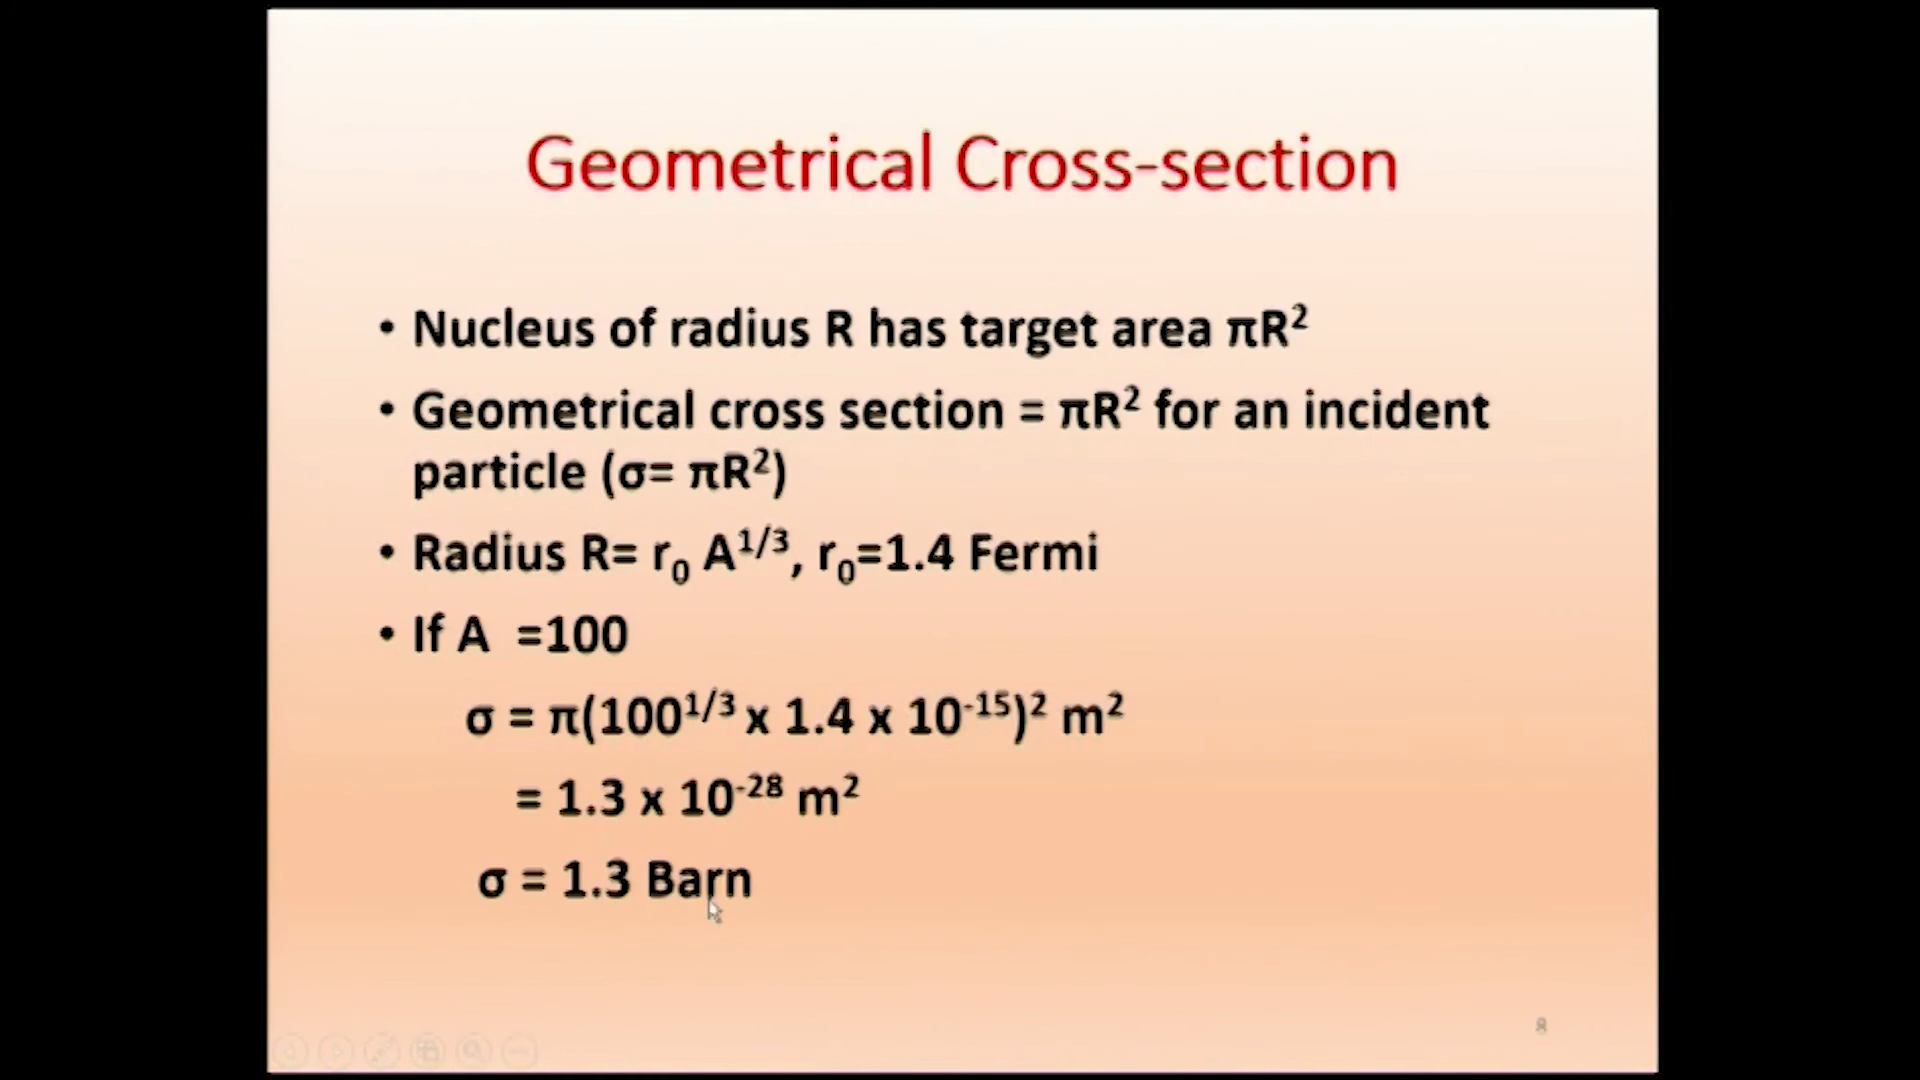 Geometrical Cross-section
• Nucleus of radius R has target area πR²
• Geometrical cross section = πR² for an incident
particle (σ= πR²)
• Radius R= r₀ A¹/³, r₀=1.4 Fermi
• If A  =100
σ = π(100¹/³ x 1.4 x 10⁻¹⁵)² m²
= 1.3 x 10⁻²⁸ m²
σ = 1.3 Barn
8